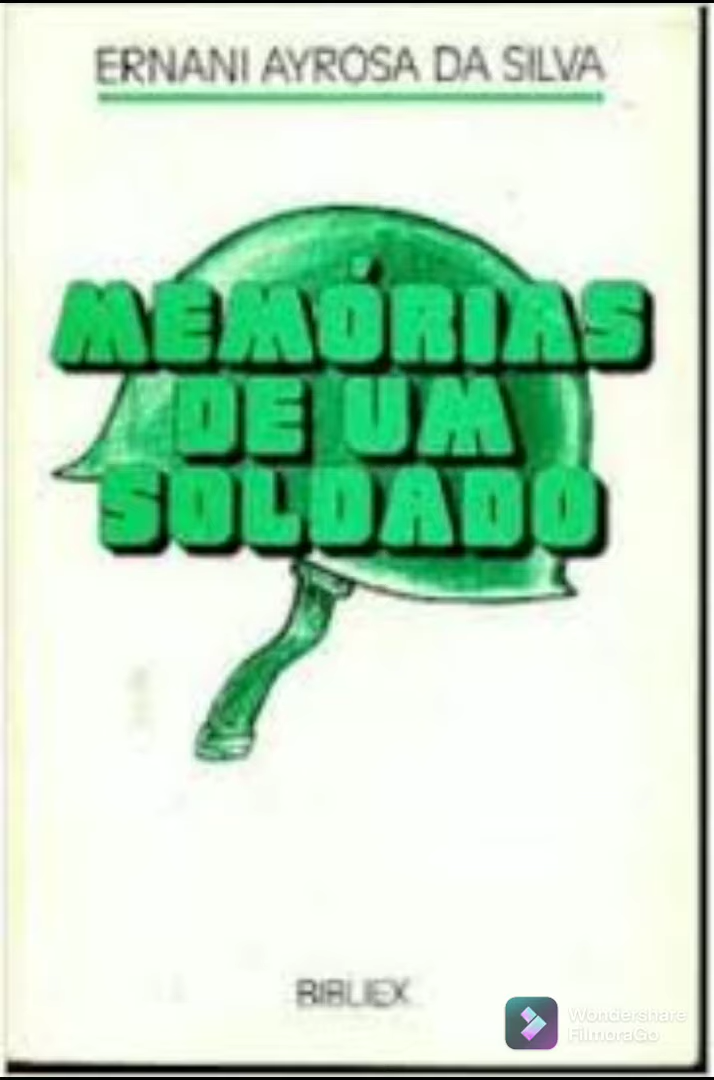 ERNANI AYROSA DA SILVA
MEMÓRIAS
DE UM
SOLDADO
BIBLIEX
Wondershare
FilmoraGo